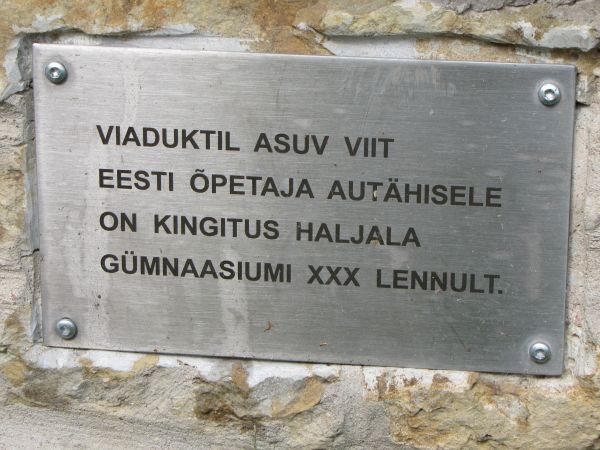 VIADUKTIL ASUV VIIT
EESTI ÕPETAJA AUTÄHISELE
ON KINGITUS HALJALA
GÜMNAASIUMI XXX LENNULT.